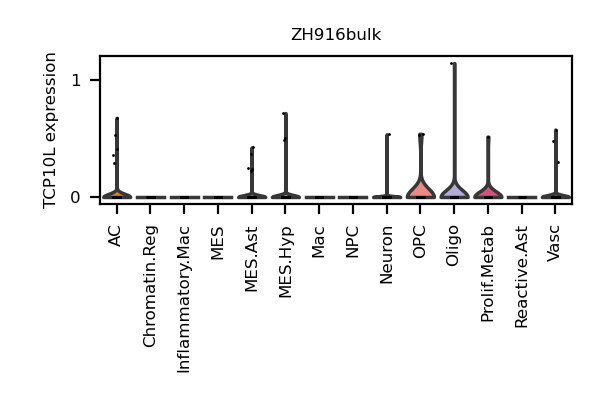 ZH916bulk
TCP10L expression
1
0
AC
Chromatin.Reg
Inflammatory.Mac
MES
MES.Ast
MES.Hyp
Mac
NPC
Neuron
OPC
Oligo
Prolif.Metab
Reactive.Ast
Vasc